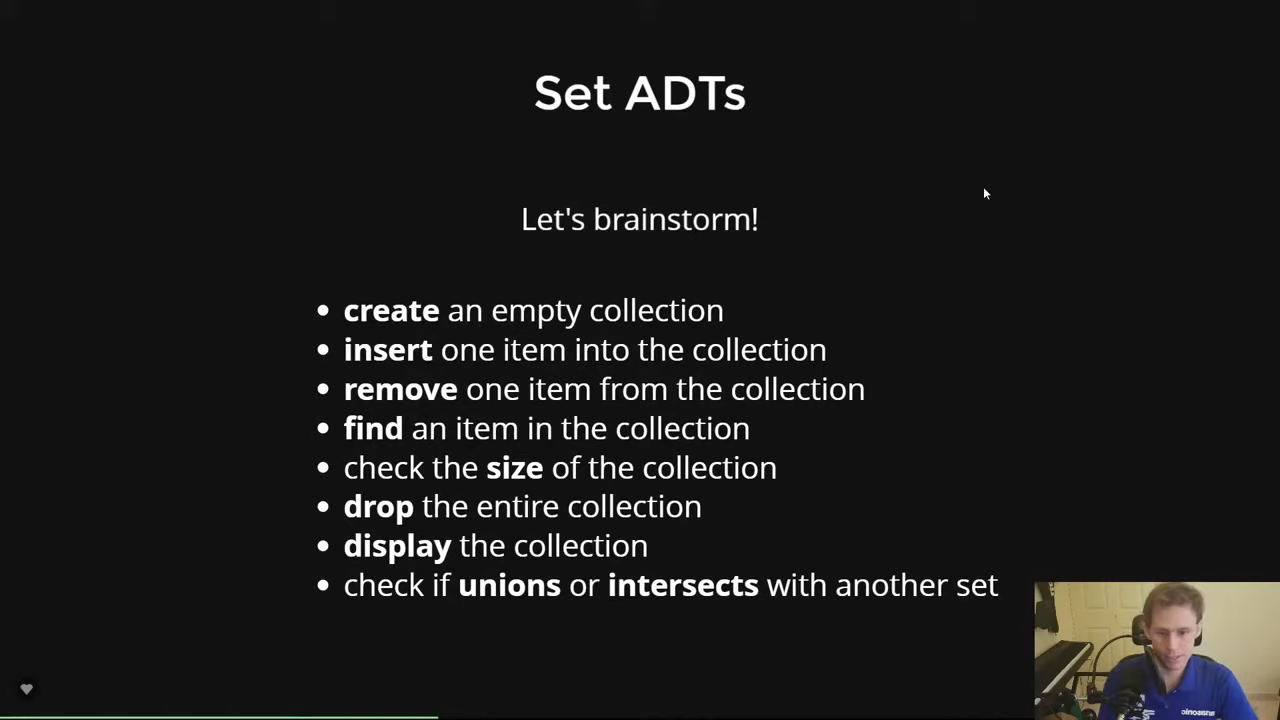 Set ADTs
Let's brainstorm!
create an empty collection
insert one item into the collection
remove one item from the collection
find an item in the collection
check the size of the collection
drop the entire collection
display the collection
check if unions or intersects with another set